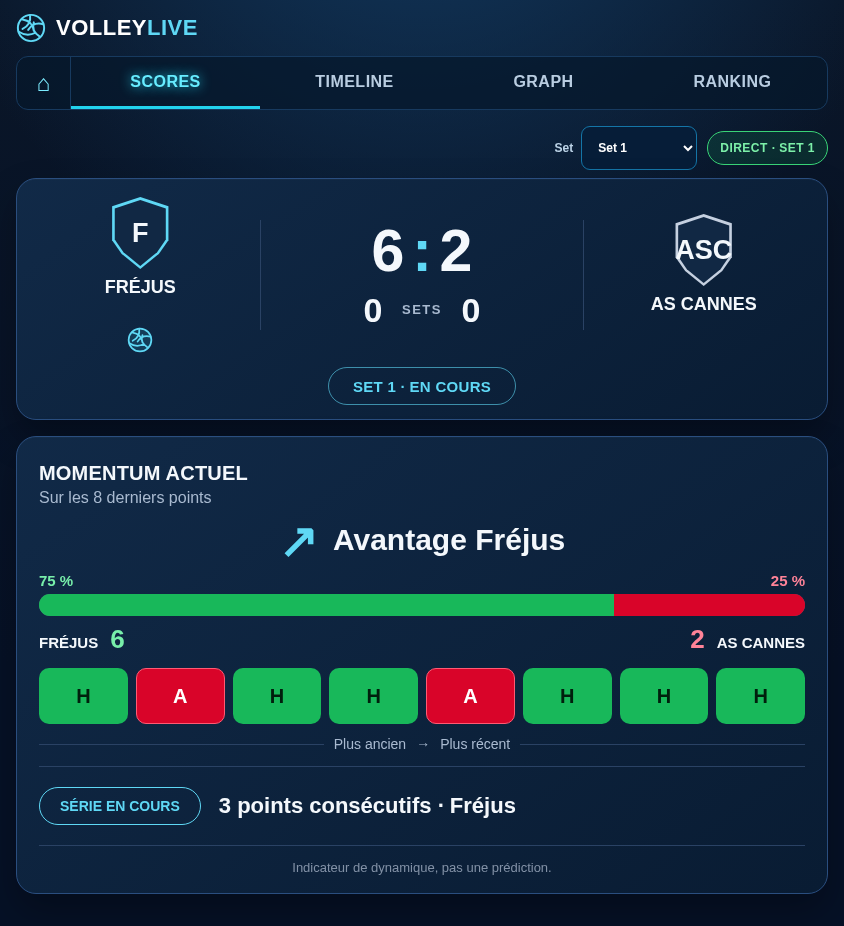 VOLLEYLIVE
⌂ SCORES TIMELINE GRAPH RANKING
Set Set 1 DIRECT · SET 1
F 6 : 2 ASC
FRÉJUS 0 SETS 0 AS CANNES
SET 1 · EN COURS
MOMENTUM ACTUEL
Sur les 8 derniers points
↗ Avantage Fréjus
75 % 25 %
FRÉJUS 6 2 AS CANNES
H A H H A H H H
Plus ancien → Plus récent
SÉRIE EN COURS 3 points consécutifs · Fréjus
Indicateur de dynamique, pas une prédiction.